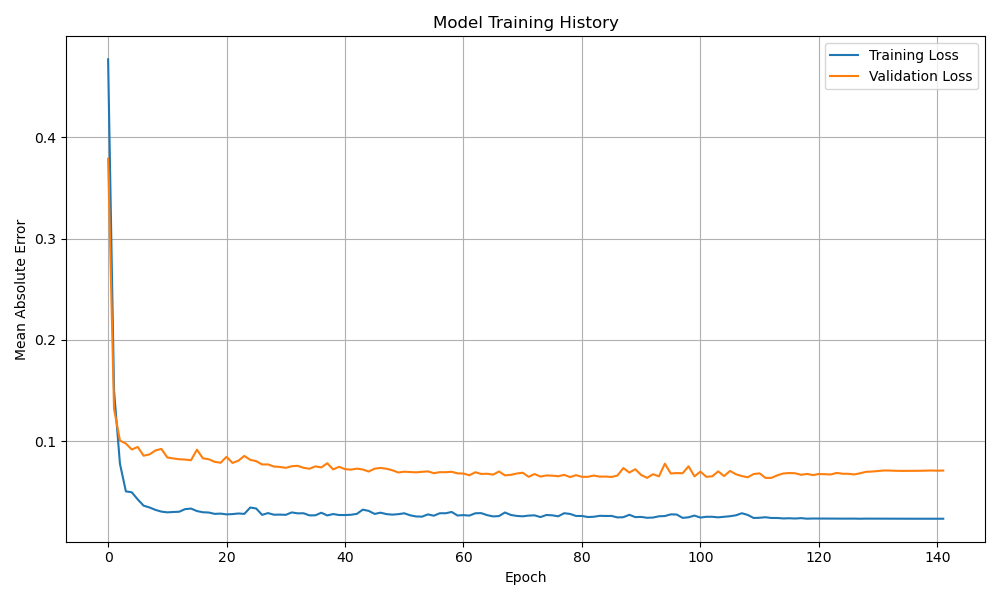 Model Training History
Training Loss
Validation Loss
Mean Absolute Error
0.4
0.3
0.2
0.1
0 20 40 60 80 100 120 140
Epoch